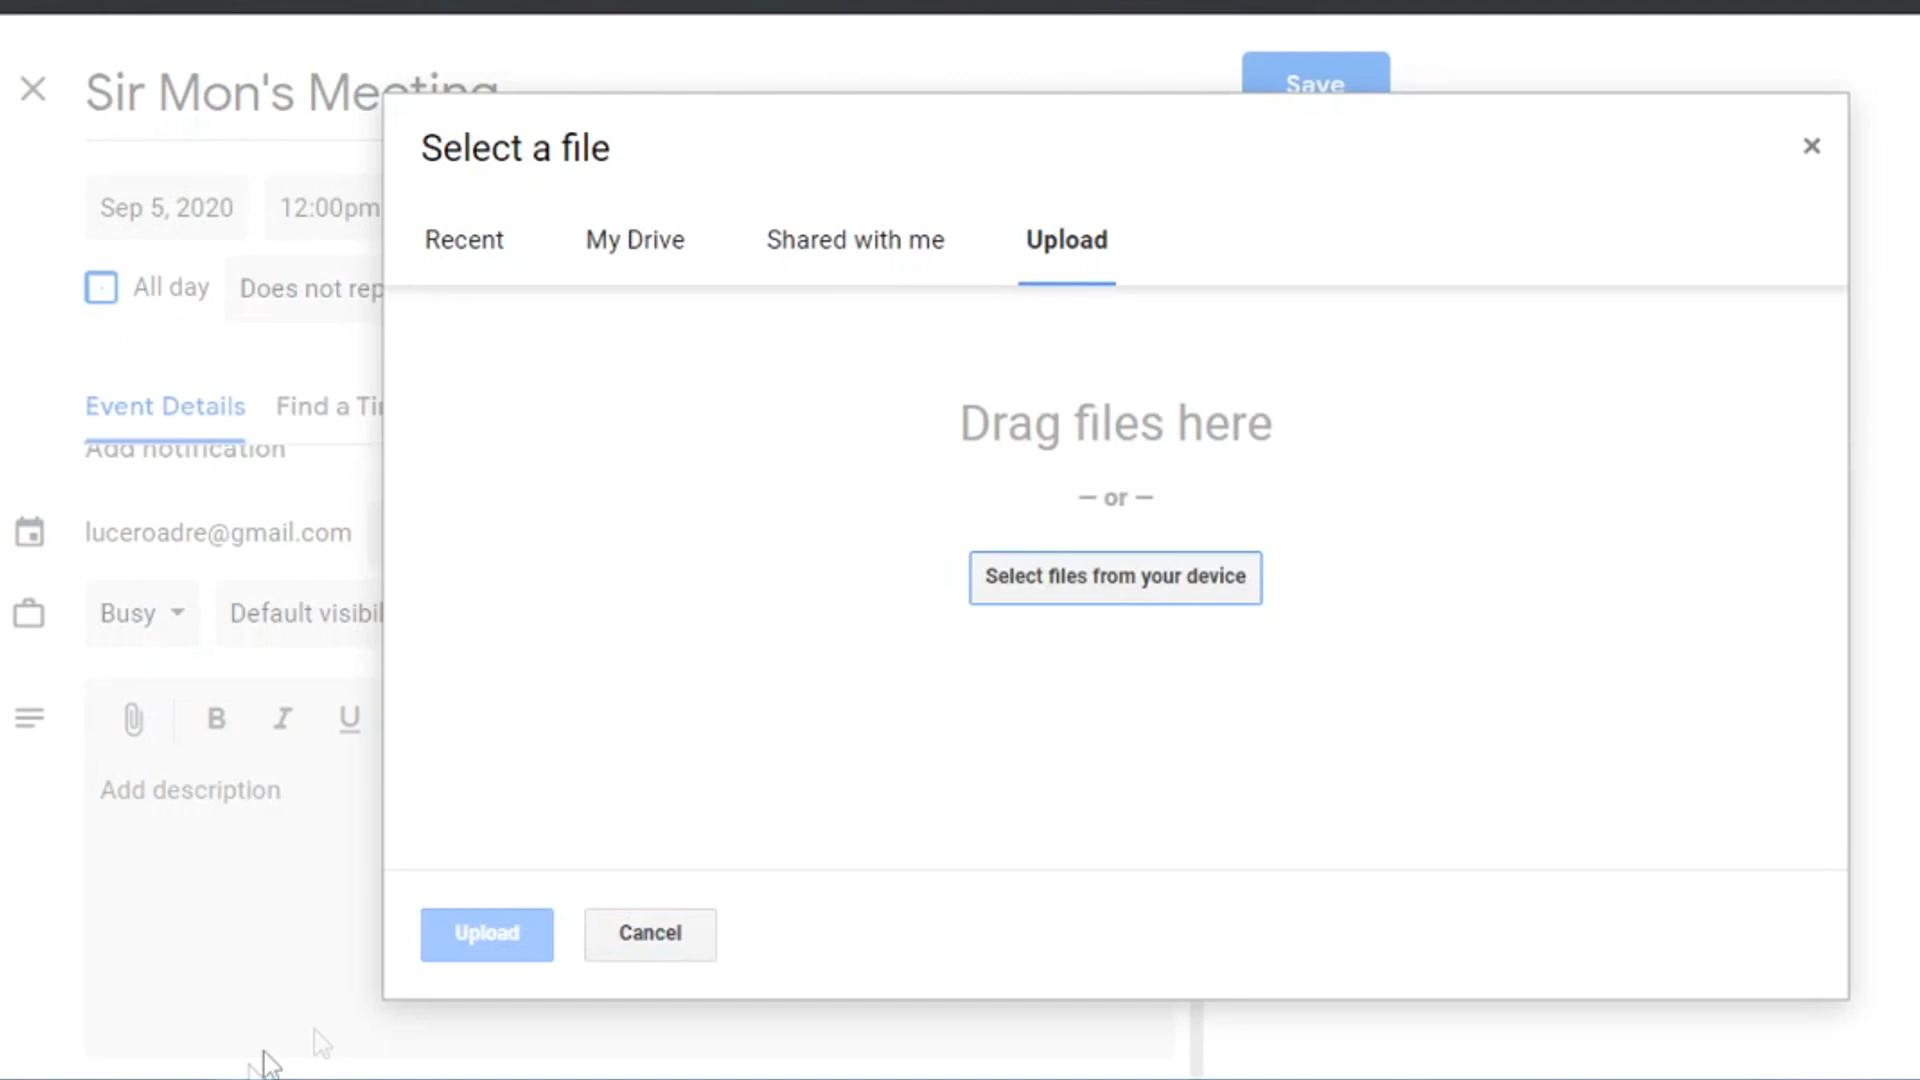 Sir Mon's Meeting
Save
Select a file
Sep 5, 2020 12:00pm
Recent My Drive Shared with me Upload
All day Does not rep
Drag files here
Event Details Find a Ti
Add notification
— or —
luceroadre@gmail.com
Select files from your device
Busy Default visibil
B I U
Add description
Upload Cancel